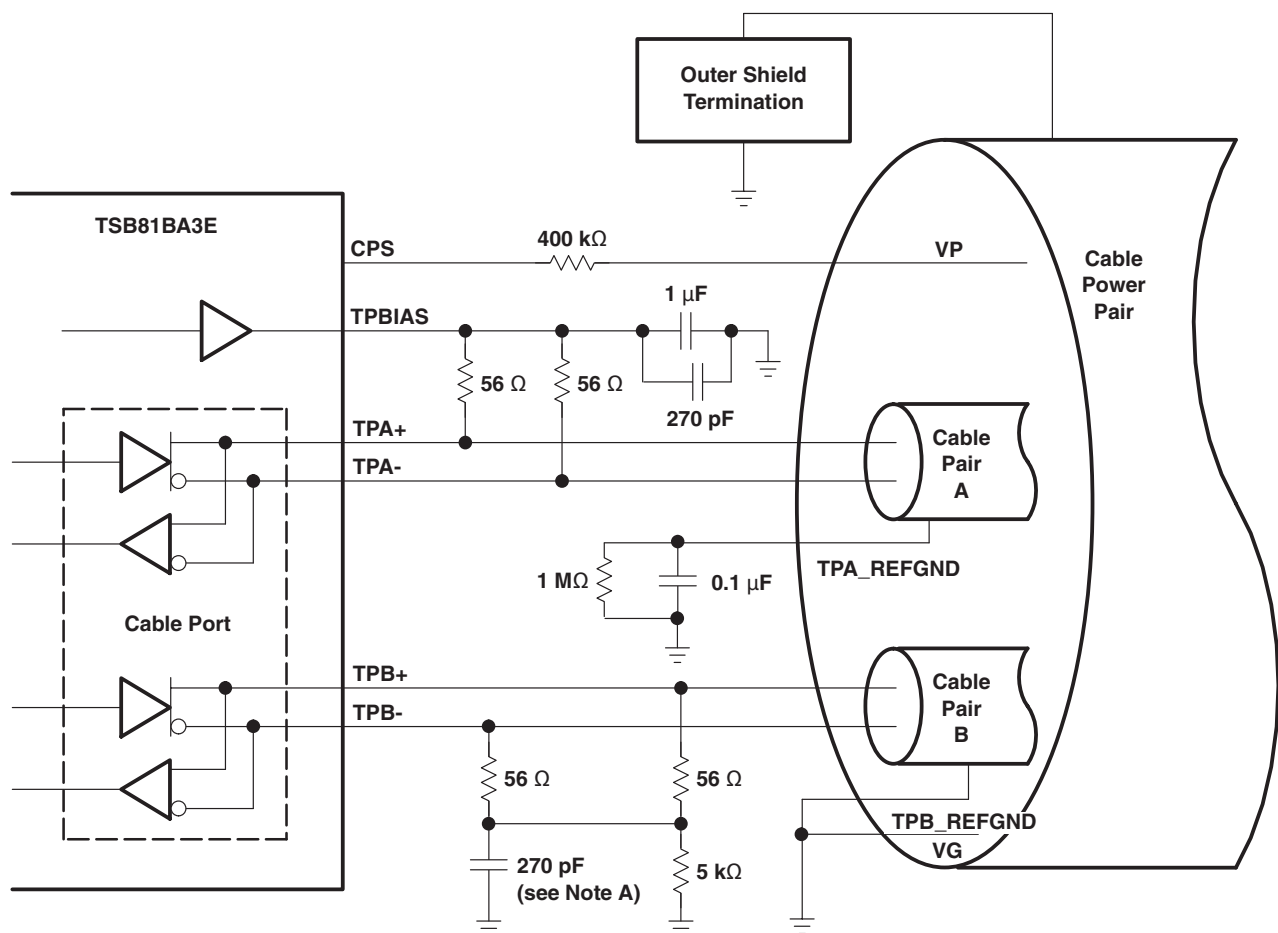 Outer Shield
Termination
TSB81BA3E
CPS
400 kΩ
VP
Cable
Power
Pair
TPBIAS
1 μF
270 pF
56 Ω
56 Ω
TPA+
TPA-
Cable
Pair
A
1 MΩ
0.1 μF
TPA_REFGND
Cable Port
TPB+
TPB-
Cable
Pair
B
56 Ω
56 Ω
TPB_REFGND
VG
270 pF
(see Note A)
5 kΩ